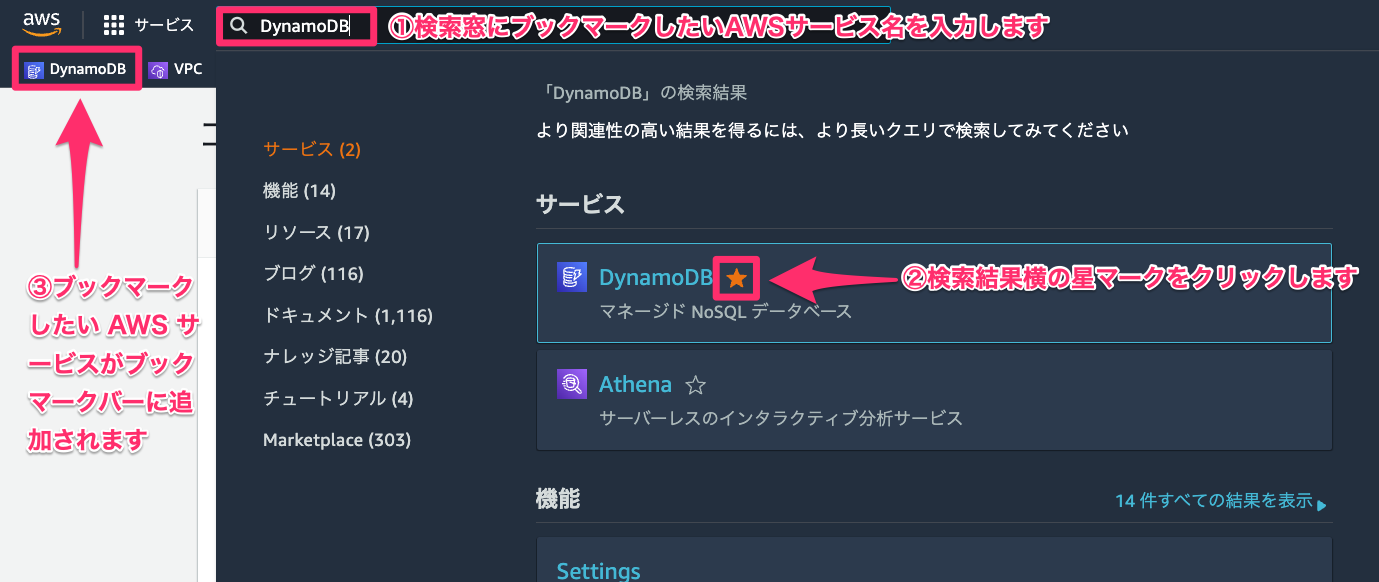 aws
サービス
DynamoDB
①検索窓にブックマークしたいAWSサービス名を入力します
DynamoDB
VPC
「DynamoDB」の検索結果
より関連性の高い結果を得るには、より長いクエリで検索してみてください
サービス (2)
機能 (14)
リソース (17)
ブログ (116)
ドキュメント (1,116)
ナレッジ記事 (20)
チュートリアル (4)
Marketplace (303)
サービス
DynamoDB
マネージド NoSQL データベース
②検索結果横の星マークをクリックします
Athena
サーバーレスのインタラクティブ分析サービス
機能
14 件すべての結果を表示
Settings
③ブックマーク
したい AWS サ
ービスがブック
マークバーに追
加されます